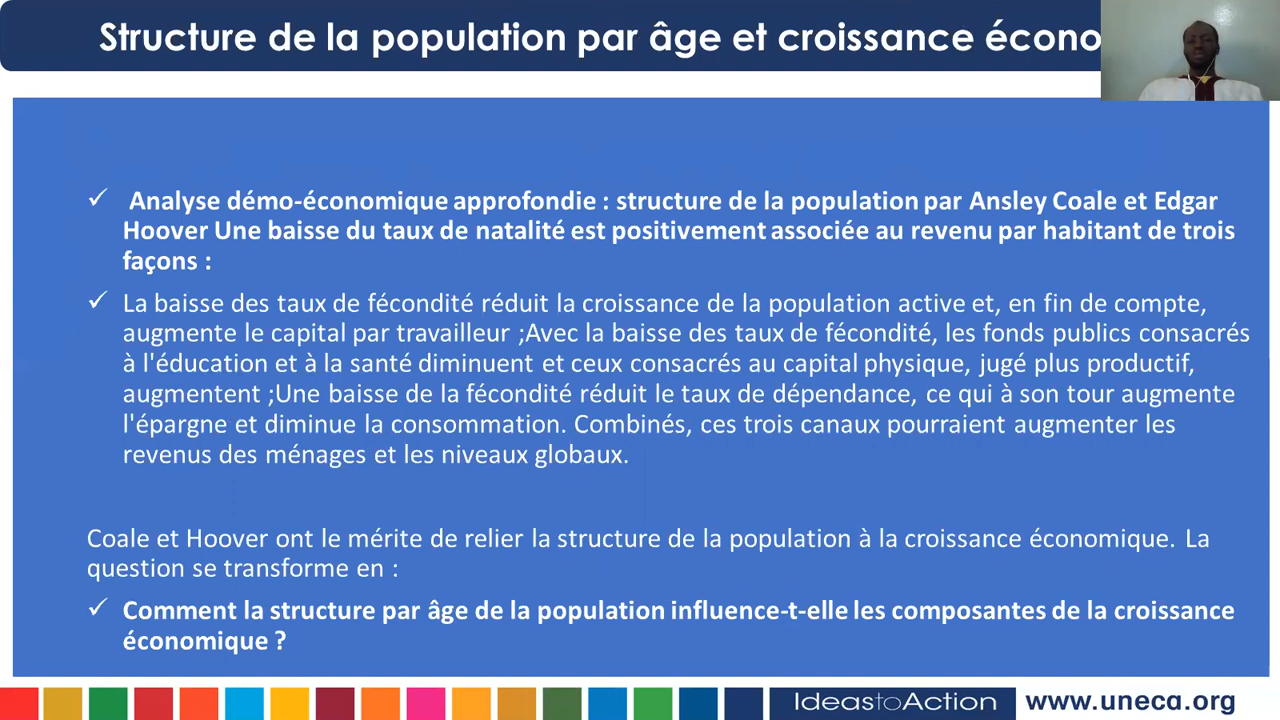 Structure de la population par âge et croissance écono
✓ Analyse démo-économique approfondie : structure de la population par Ansley Coale et Edgar
Hoover Une baisse du taux de natalité est positivement associée au revenu par habitant de trois
façons :
✓ La baisse des taux de fécondité réduit la croissance de la population active et, en fin de compte,
augmente le capital par travailleur ;Avec la baisse des taux de fécondité, les fonds publics consacrés
à l'éducation et à la santé diminuent et ceux consacrés au capital physique, jugé plus productif,
augmentent ;Une baisse de la fécondité réduit le taux de dépendance, ce qui à son tour augmente
l'épargne et diminue la consommation. Combinés, ces trois canaux pourraient augmenter les
revenus des ménages et les niveaux globaux.
Coale et Hoover ont le mérite de relier la structure de la population à la croissance économique. La
question se transforme en :
✓ Comment la structure par âge de la population influence-t-elle les composantes de la croissance
économique ?
IdeastoAction www.uneca.org